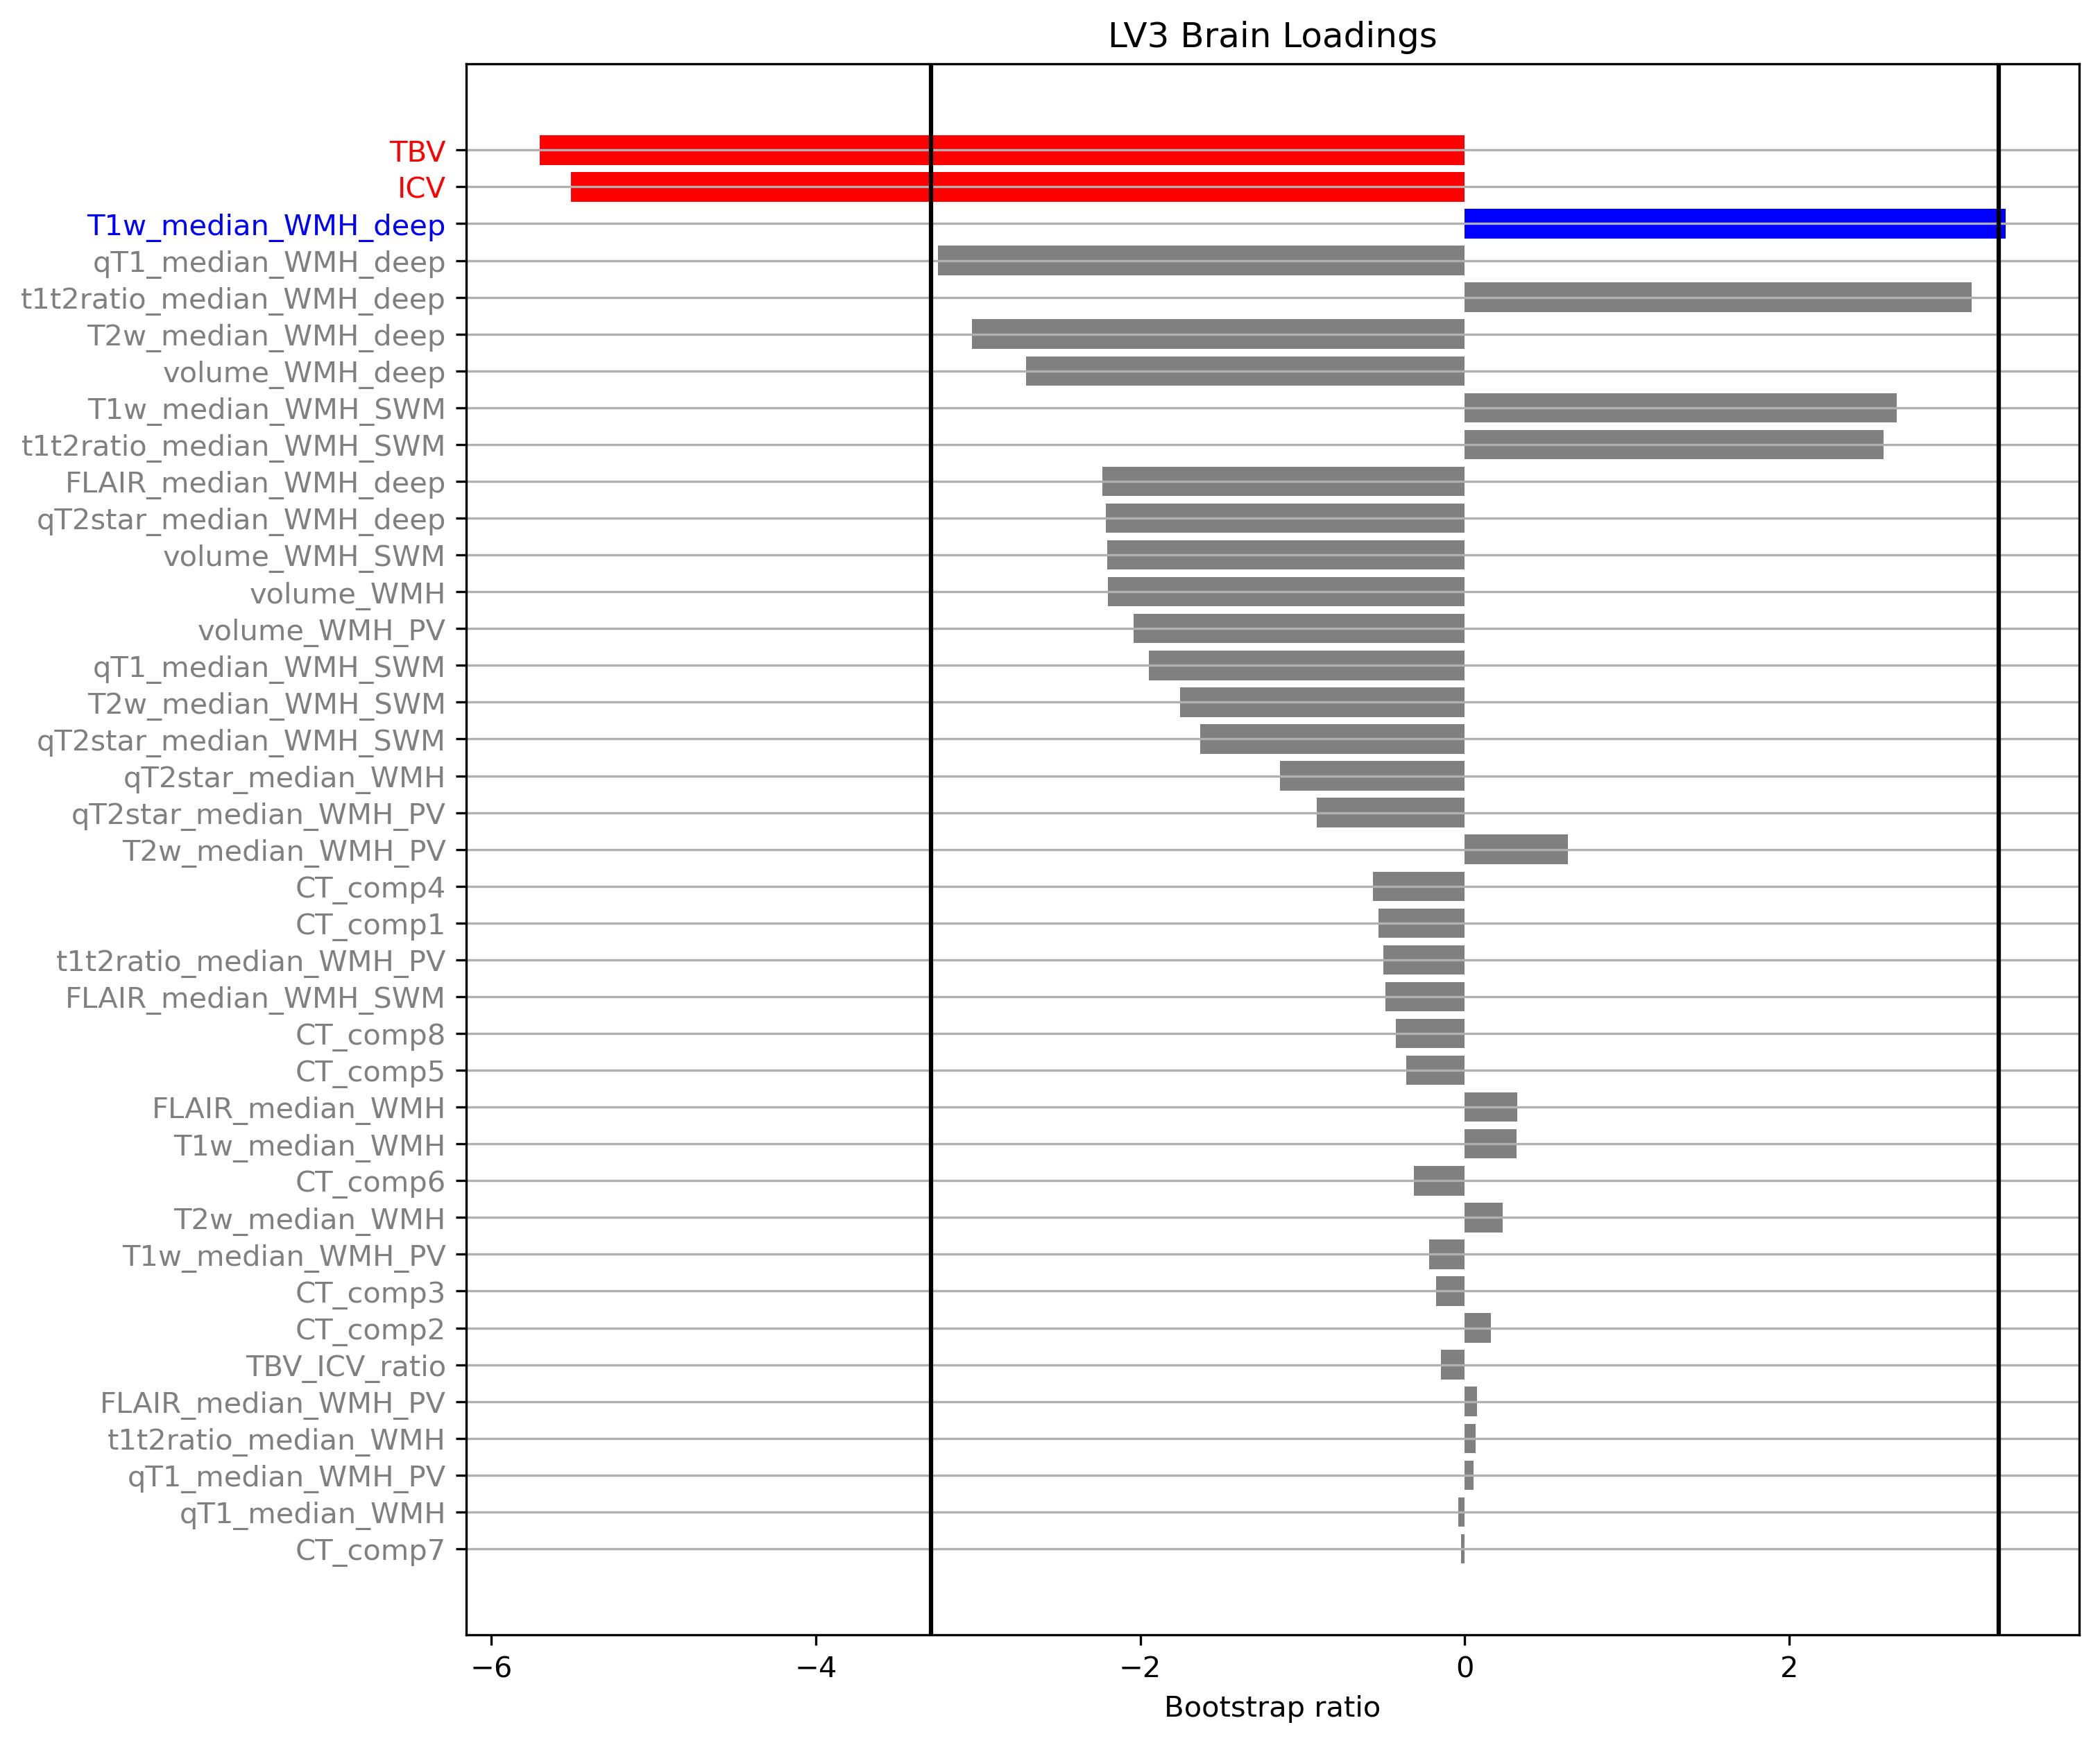 LV3 Brain Loadings
TBV
ICV
T1w_median_WMH_deep
qT1_median_WMH_deep
t1t2ratio_median_WMH_deep
T2w_median_WMH_deep
volume_WMH_deep
T1w_median_WMH_SWM
t1t2ratio_median_WMH_SWM
FLAIR_median_WMH_deep
qT2star_median_WMH_deep
volume_WMH_SWM
volume_WMH
volume_WMH_PV
qT1_median_WMH_SWM
T2w_median_WMH_SWM
qT2star_median_WMH_SWM
qT2star_median_WMH
qT2star_median_WMH_PV
T2w_median_WMH_PV
CT_comp4
CT_comp1
t1t2ratio_median_WMH_PV
FLAIR_median_WMH_SWM
CT_comp8
CT_comp5
FLAIR_median_WMH
T1w_median_WMH
CT_comp6
T2w_median_WMH
T1w_median_WMH_PV
CT_comp3
CT_comp2
TBV_ICV_ratio
FLAIR_median_WMH_PV
t1t2ratio_median_WMH
qT1_median_WMH_PV
qT1_median_WMH
CT_comp7
−6 −4 −2 0 2
Bootstrap ratio